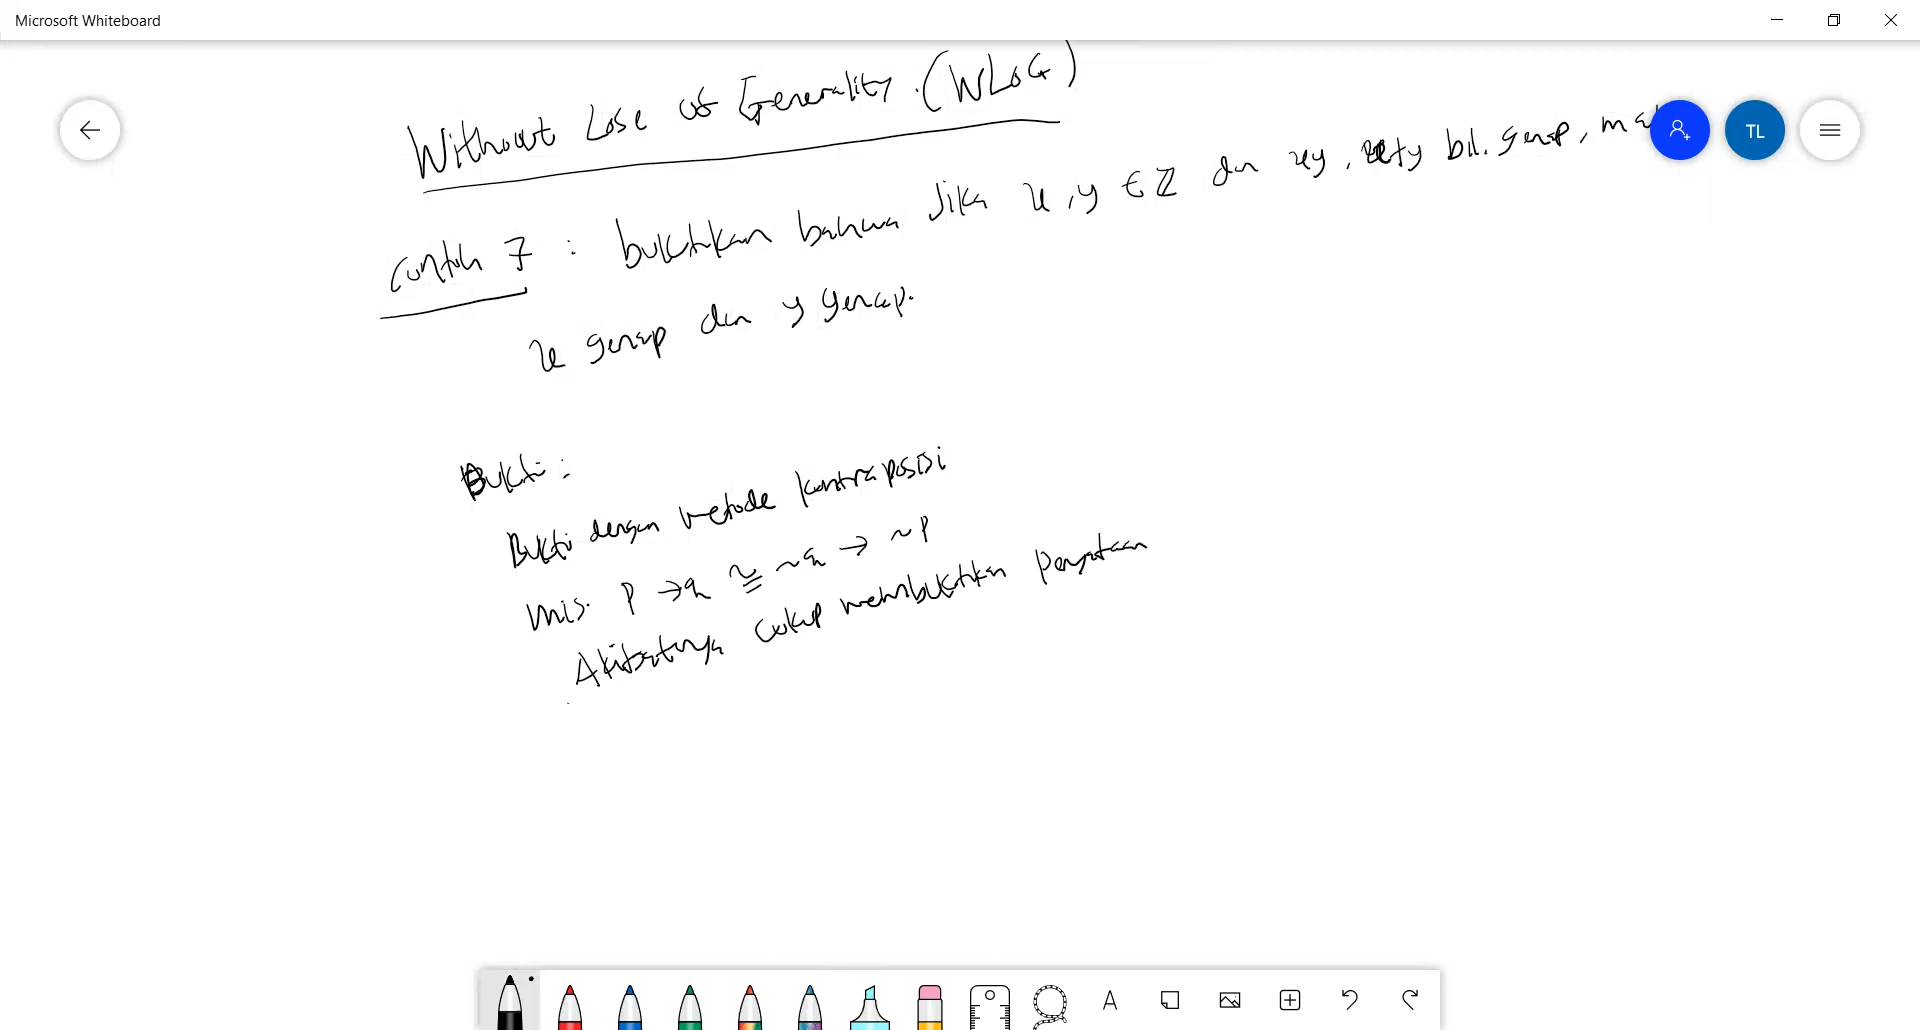 Microsoft Whiteboard
Without Lose of Generality. (WLOG)
TL
Contoh 7 : buktikan bahwa Jika x, y ∈ ℤ dan xy, x+y bil. genap, ma
x genap dan y genap.
Bukti :
Bukti dengan metode kontraposisi
mis. p → q ≅ ~q → ~p
Akibatnya cukup membuktikan pernyataan
A